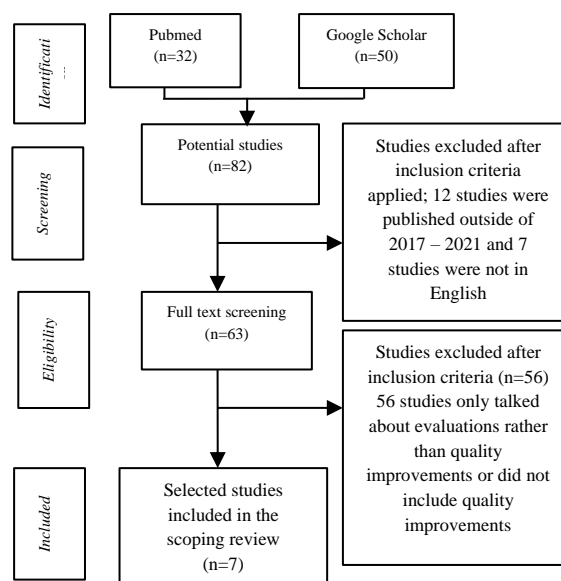 Identificati
Pubmed
(n=32)
Google Scholar
(n=50)
Screening
Potential studies
(n=82)
Studies excluded after
inclusion criteria
applied; 12 studies were
published outside of
2017 – 2021 and 7
studies were not in
English
Eligibility
Full text screening
(n=63)
Studies excluded after
inclusion criteria (n=56)
56 studies only talked
about evaluations rather
than quality
improvements or did not
include quality
improvements
Included
Selected studies
included in the
scoping review
(n=7)